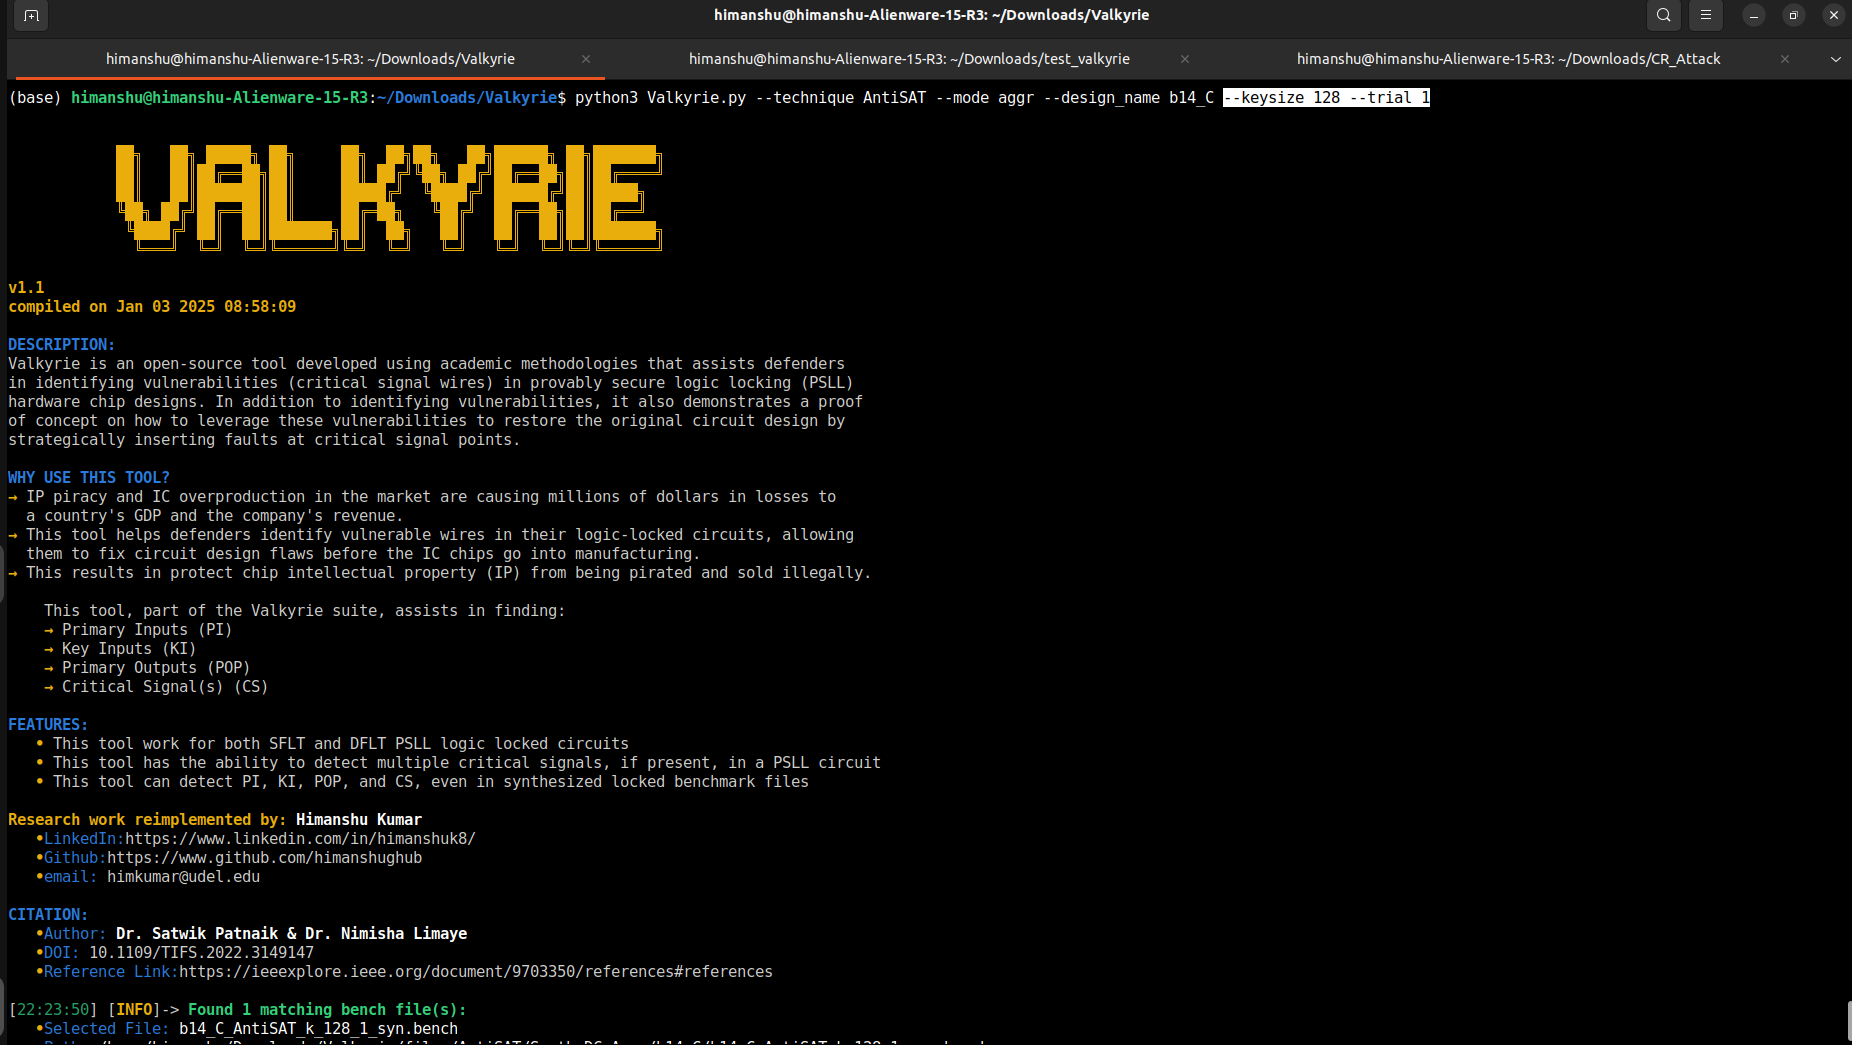 himanshu@himanshu-Alienware-15-R3: ~/Downloads/Valkyrie
himanshu@himanshu-Alienware-15-R3: ~/Downloads/Valkyrie
himanshu@himanshu-Alienware-15-R3: ~/Downloads/test_valkyrie
himanshu@himanshu-Alienware-15-R3: ~/Downloads/CR_Attack
(base) himanshu@himanshu-Alienware-15-R3:~/Downloads/Valkyrie$ python3 Valkyrie.py --technique AntiSAT --mode aggr --design_name b14_C --keysize 128 --trial 1
VALKYRIE
v1.1
compiled on Jan 03 2025 08:58:09
DESCRIPTION:
Valkyrie is an open-source tool developed using academic methodologies that assists defenders
in identifying vulnerabilities (critical signal wires) in provably secure logic locking (PSLL)
hardware chip designs. In addition to identifying vulnerabilities, it also demonstrates a proof
of concept on how to leverage these vulnerabilities to restore the original circuit design by
strategically inserting faults at critical signal points.
WHY USE THIS TOOL?
→ IP piracy and IC overproduction in the market are causing millions of dollars in losses to
a country's GDP and the company's revenue.
→ This tool helps defenders identify vulnerable wires in their logic-locked circuits, allowing
them to fix circuit design flaws before the IC chips go into manufacturing.
→ This results in protect chip intellectual property (IP) from being pirated and sold illegally.
This tool, part of the Valkyrie suite, assists in finding:
→ Primary Inputs (PI)
→ Key Inputs (KI)
→ Primary Outputs (POP)
→ Critical Signal(s) (CS)
FEATURES:
• This tool work for both SFLT and DFLT PSLL logic locked circuits
• This tool has the ability to detect multiple critical signals, if present, in a PSLL circuit
• This tool can detect PI, KI, POP, and CS, even in synthesized locked benchmark files
Research work reimplemented by: Himanshu Kumar
•LinkedIn:https://www.linkedin.com/in/himanshuk8/
•Github:https://www.github.com/himanshughub
•email: himkumar@udel.edu
CITATION:
•Author: Dr. Satwik Patnaik & Dr. Nimisha Limaye
•DOI: 10.1109/TIFS.2022.3149147
•Reference Link:https://ieeexplore.ieee.org/document/9703350/references#references
[22:23:50] [INFO]-> Found 1 matching bench file(s):
•Selected File: b14_C_AntiSAT_k_128_1_syn.bench